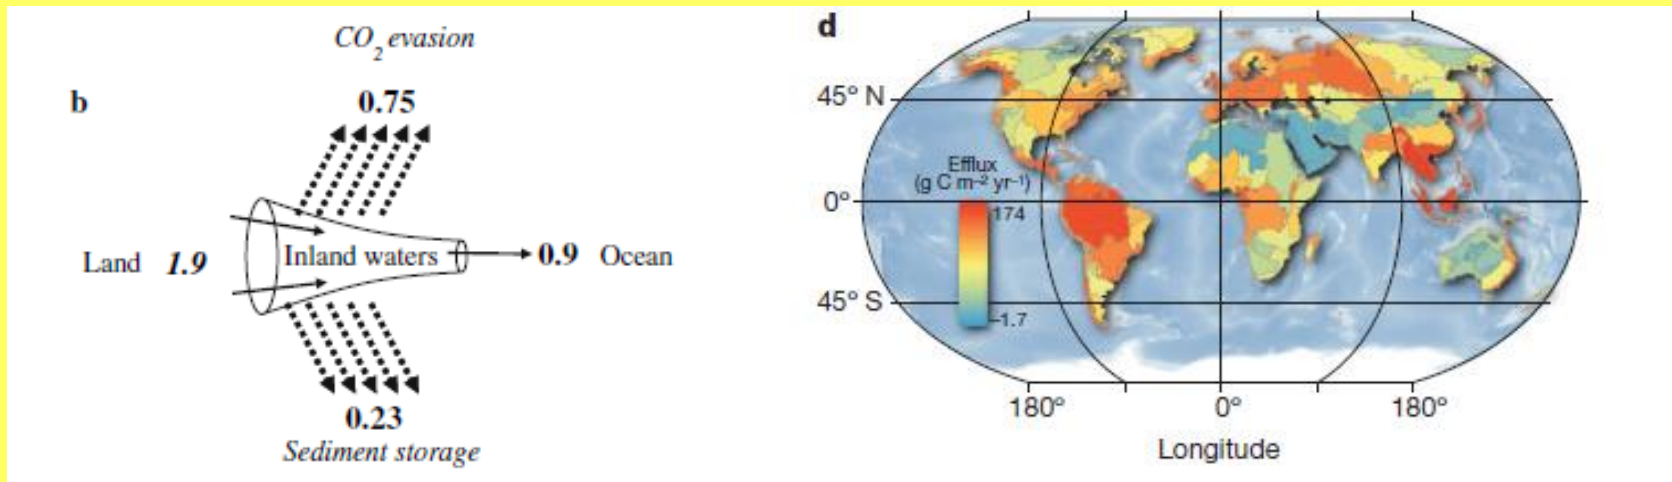 CO2 evasion
b
0.75
Land 1.9
Inland waters
0.9 Ocean
0.23
Sediment storage
d
45° N
Efflux
(g C m–2 yr–1)
0°
174
45° S
–1.7
180°
0°
180°
Longitude